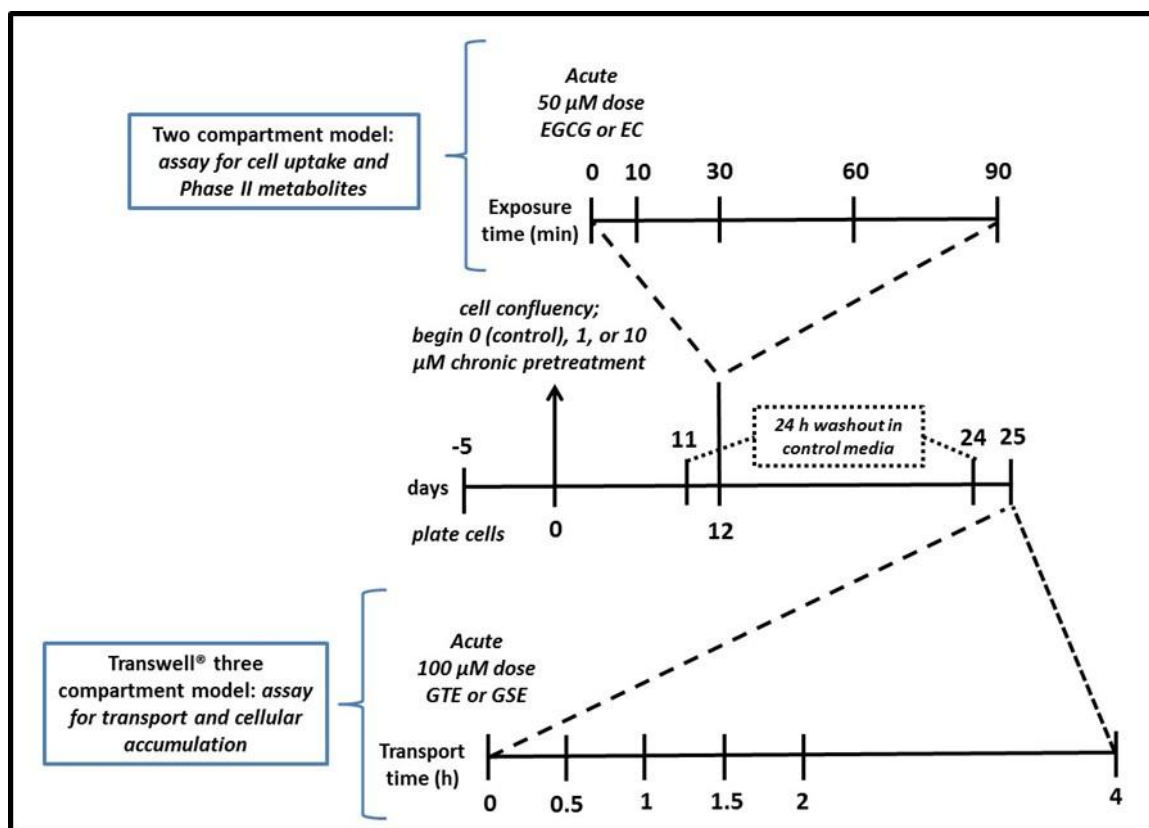 Acute
50 µM dose
EGCG or EC
Two compartment model:
assay for cell uptake and
Phase II metabolites
0 10 30 60 90
Exposure
time (min)
cell confluency;
begin 0 (control), 1, or 10
µM chronic pretreatment
24 h washout in
control media
-5 11 24 25
days
plate cells 0 12
Acute
100 µM dose
GTE or GSE
Transwell® three
compartment model: assay
for transport and cellular
accumulation
Transport
time (h)
0 0.5 1 1.5 2 4